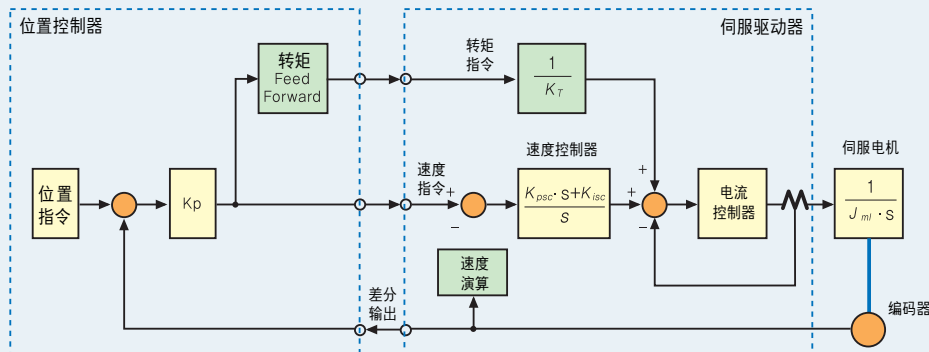 位置控制器
伺服驱动器
转矩
Feed
Forward
转矩
指令
1
K_T
位置
指令
Kp
速度
指令
+
−
速度控制器
K_psc·s+K_isc
s
+
+
−
电流
控制器
伺服电机
1
J_ml·s
速度
演算
差分
输出
编码器